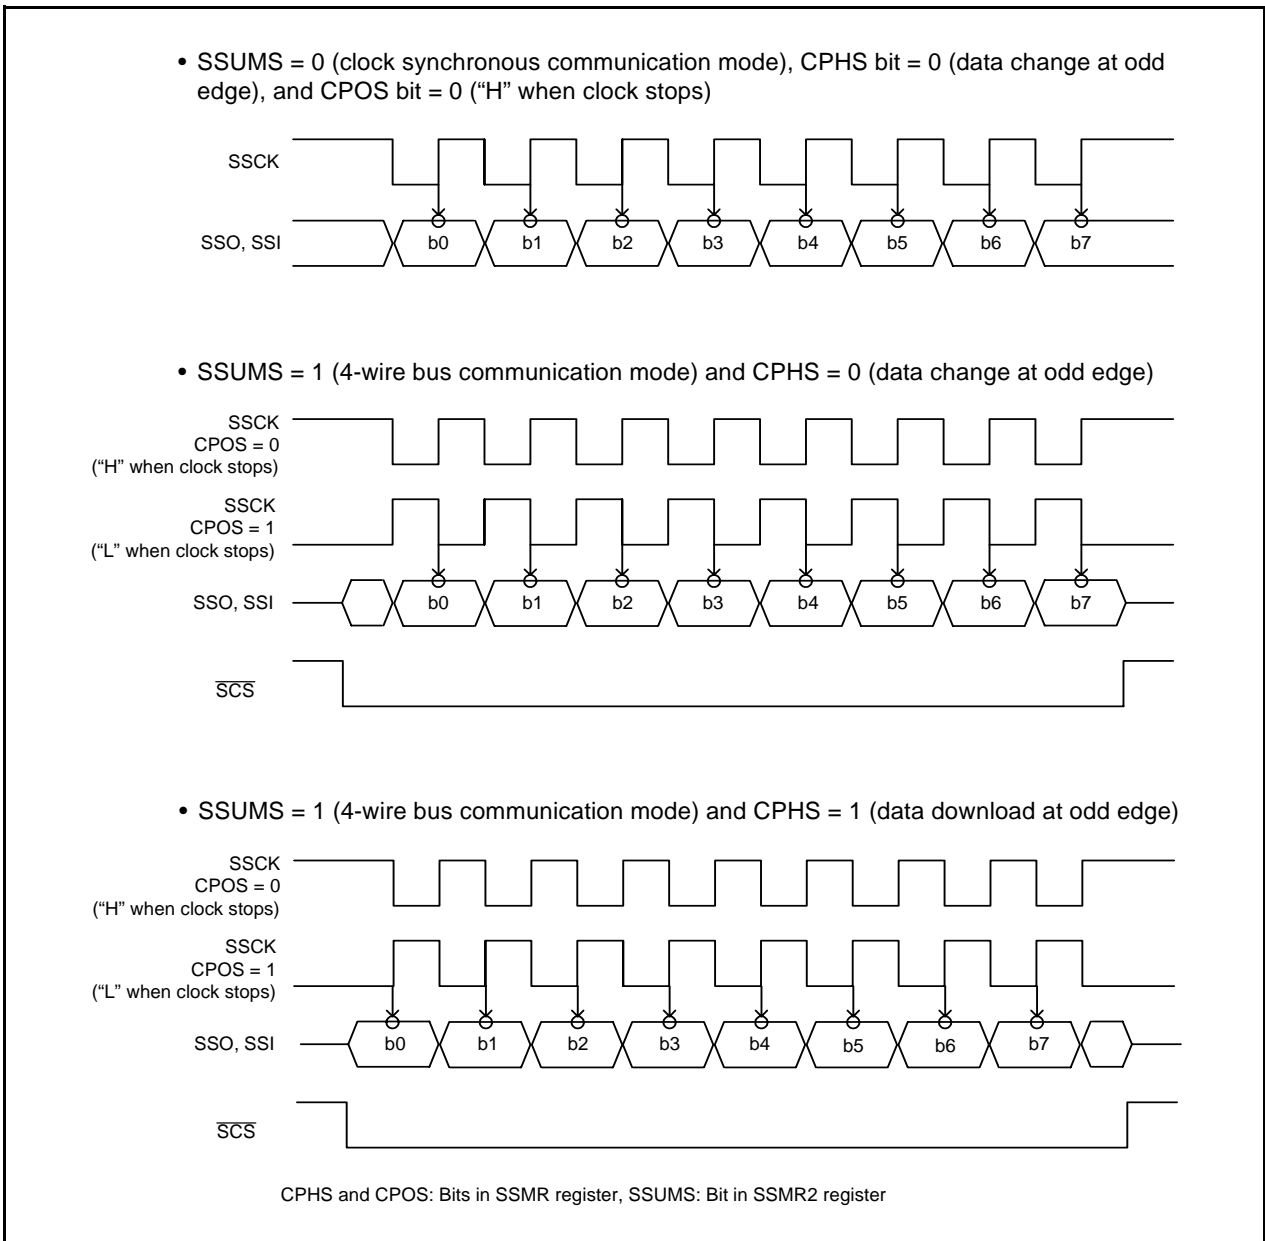 • SSUMS = 0 (clock synchronous communication mode), CPHS bit = 0 (data change at odd
edge), and CPOS bit = 0 (“H” when clock stops)
SSCK
SSO, SSI
b0 b1 b2 b3 b4 b5 b6 b7
• SSUMS = 1 (4-wire bus communication mode) and CPHS = 0 (data change at odd edge)
SSCK
CPOS = 0
(“H” when clock stops)
SSCK
CPOS = 1
(“L” when clock stops)
SSO, SSI
b0 b1 b2 b3 b4 b5 b6 b7
SCS
• SSUMS = 1 (4-wire bus communication mode) and CPHS = 1 (data download at odd edge)
SSCK
CPOS = 0
(“H” when clock stops)
SSCK
CPOS = 1
(“L” when clock stops)
SSO, SSI
b0 b1 b2 b3 b4 b5 b6 b7
SCS
CPHS and CPOS: Bits in SSMR register, SSUMS: Bit in SSMR2 register